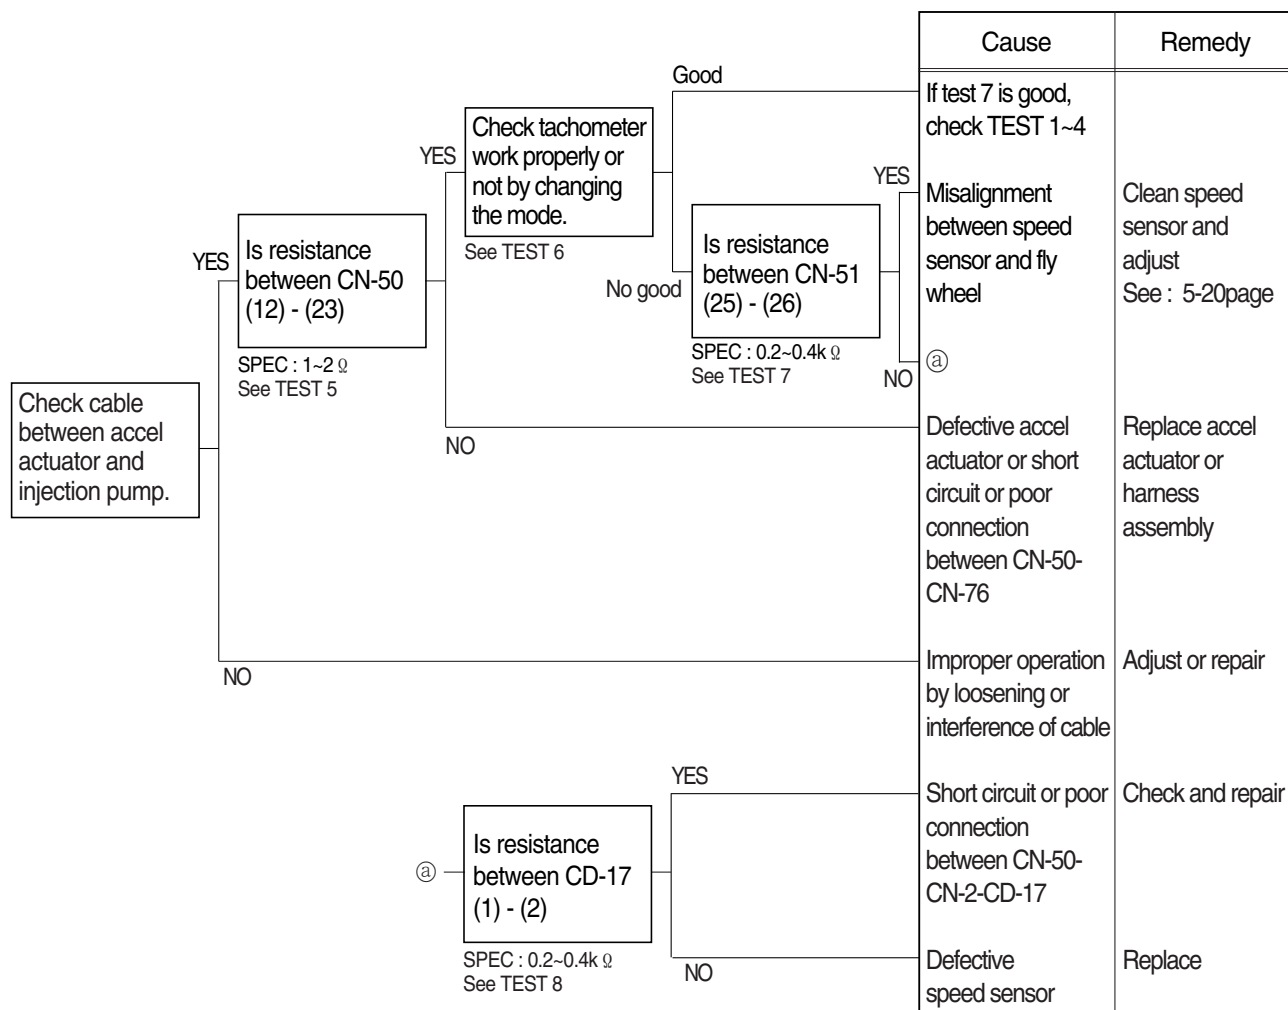 Cause
Remedy
Good
If test 7 is good,
check TEST 1~4
Check tachometer
work properly or
not by changing
the mode.
YES
See TEST 6
YES
Misalignment
between speed
sensor and fly
wheel
Clean speed
sensor and
adjust
See : 5-20page
Is resistance
between CN-50
(12) - (23)
YES
SPEC : 1~2 Ω
See TEST 5
No good
Is resistance
between CN-51
(25) - (26)
SPEC : 0.2~0.4k Ω
See TEST 7
NO
ⓐ
Check cable
between accel
actuator and
injection pump.
NO
Defective accel
actuator or short
circuit or poor
connection
between CN-50-
CN-76
Replace accel
actuator or
harness
assembly
NO
Improper operation
by loosening or
interference of cable
Adjust or repair
YES
Short circuit or poor
connection
between CN-50-
CN-2-CD-17
Check and repair
ⓐ
Is resistance
between CD-17
(1) - (2)
SPEC : 0.2~0.4k Ω
See TEST 8
NO
Defective
speed sensor
Replace